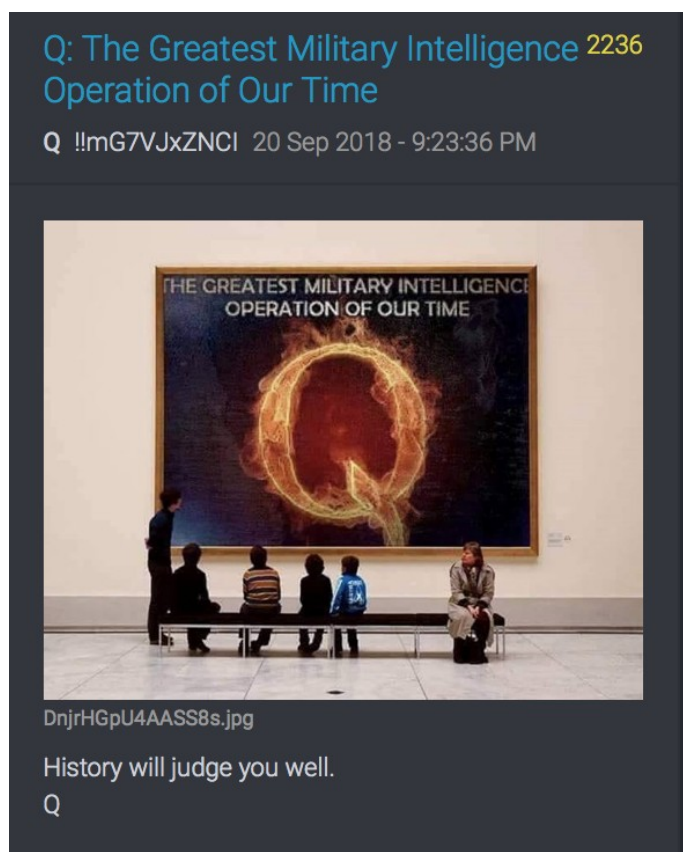 Q: The Greatest Military Intelligence 2236
Operation of Our Time
Q !!mG7VJxZNCI 20 Sep 2018 - 9:23:36 PM
THE GREATEST MILITARY INTELLIGENCE
OPERATION OF OUR TIME
Q
DnjrHGpU4AASS8s.jpg
History will judge you well.
Q